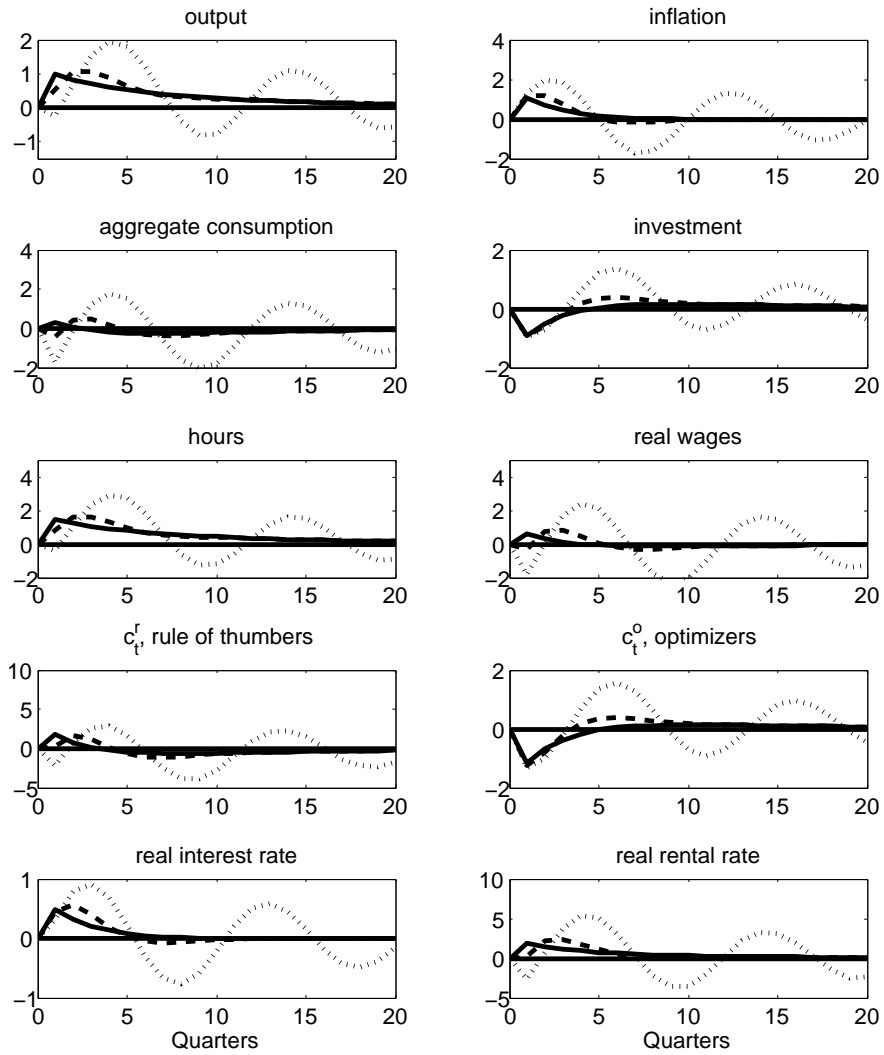 output
2
1
0
−1
0 5 10 15 20
inflation
4
2
0
−2
0 5 10 15 20
aggregate consumption
4
2
0
−2
0 5 10 15 20
investment
2
0
−2
0 5 10 15 20
hours
4
2
0
−2
0 5 10 15 20
real wages
4
2
0
−2
0 5 10 15 20
c_t^r, rule of thumbers
10
5
0
−5
0 5 10 15 20
c_t^o, optimizers
2
0
−2
0 5 10 15 20
real interest rate
1
0
−1
0 5 10 15 20
Quarters
real rental rate
10
5
0
−5
0 5 10 15 20
Quarters